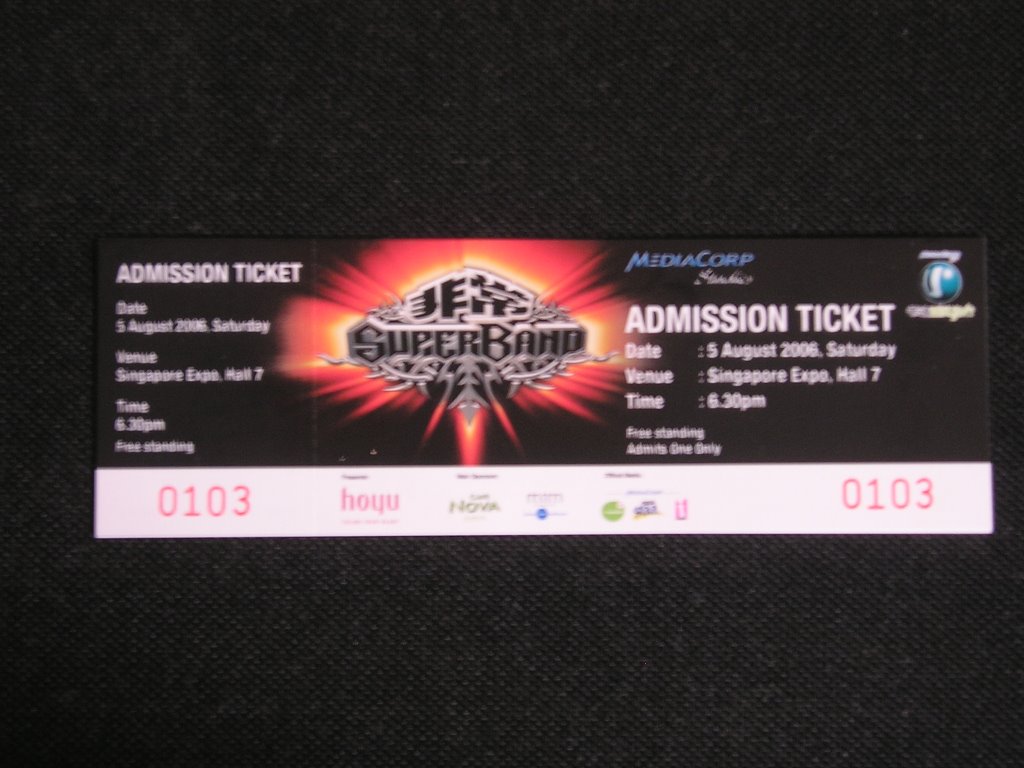 ADMISSION TICKET
Date
5 August 2006, Saturday
Venue
Singapore Expo, Hall 7
Time
6.30pm
Free standing
SUPERBAND
MEDIACORP
Studios
ADMISSION TICKET
Date : 5 August 2006, Saturday
Venue : Singapore Expo, Hall 7
Time : 6.30pm
Free standing
Admits One Only
0103
hoyu
NOVA
0103